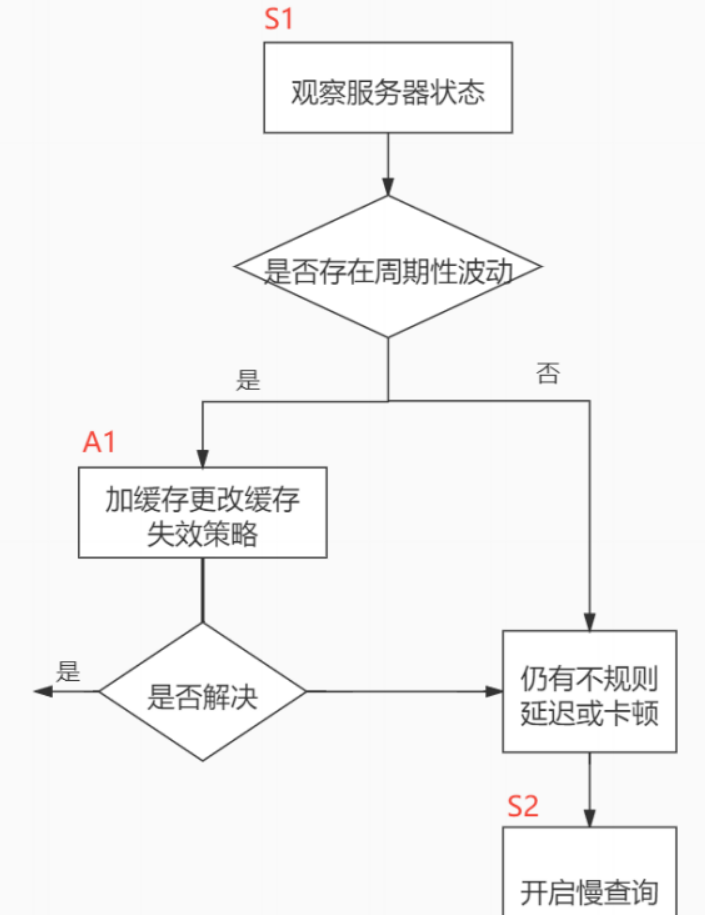 S1
观察服务器状态
是否存在周期性波动
是
否
A1
加缓存更改缓存
失效策略
是
是否解决
仍有不规则
延迟或卡顿
S2
开启慢查询